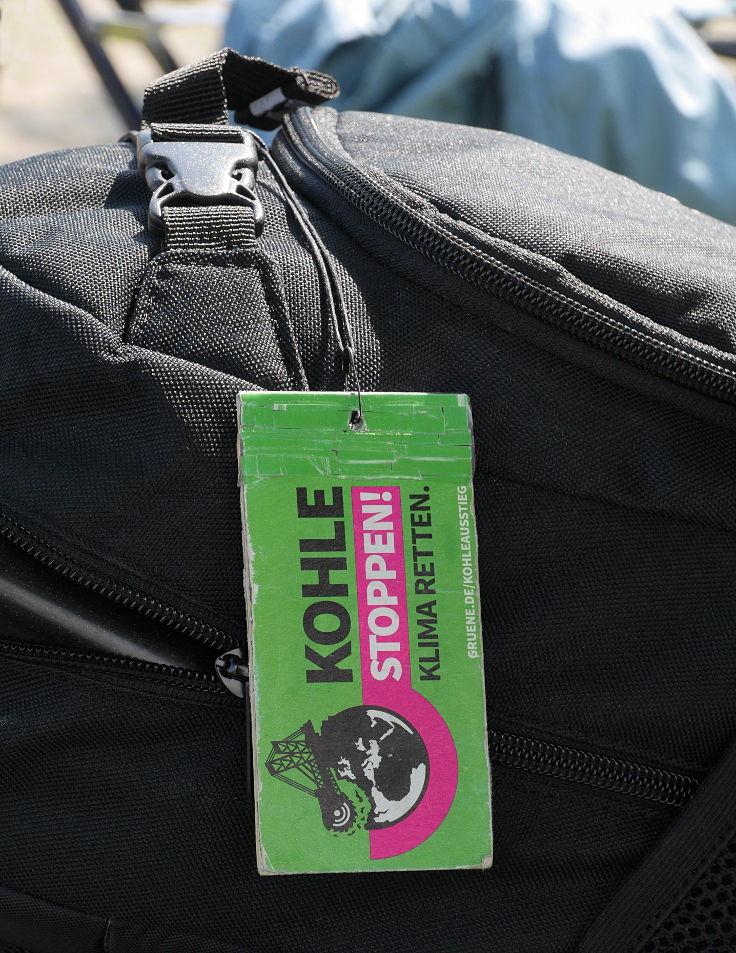 KOHLE
STOPPEN!
KLIMA RETTEN.
GRUENE.DE/KOHLEAUSSTIEG